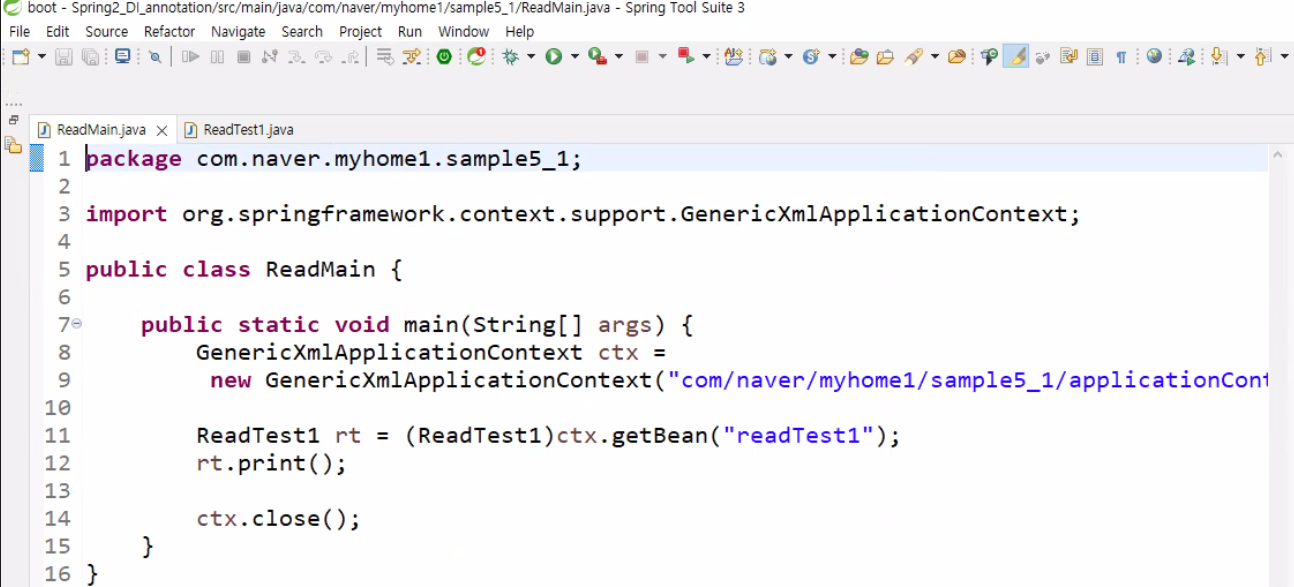 boot - Spring2_DI_annotation/src/main/java/com/naver/myhome1/sample5_1/ReadMain.java - Spring Tool Suite 3
File Edit Source Refactor Navigate Search Project Run Window Help
ReadMain.java ReadTest1.java
1 package com.naver.myhome1.sample5_1;
2
3 import org.springframework.context.support.GenericXmlApplicationContext;
4
5 public class ReadMain {
6
7 public static void main(String[] args) {
8 GenericXmlApplicationContext ctx =
9 new GenericXmlApplicationContext("com/naver/myhome1/sample5_1/applicationCont
10
11 ReadTest1 rt = (ReadTest1)ctx.getBean("readTest1");
12 rt.print();
13
14 ctx.close();
15 }
16 }